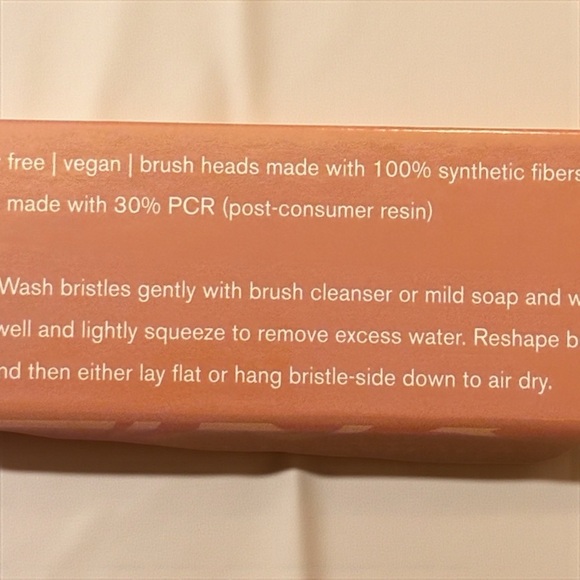 free | vegan | brush heads made with 100% synthetic fibers
made with 30% PCR (post-consumer resin)
Wash bristles gently with brush cleanser or mild soap and w
well and lightly squeeze to remove excess water. Reshape b
nd then either lay flat or hang bristle-side down to air dry.